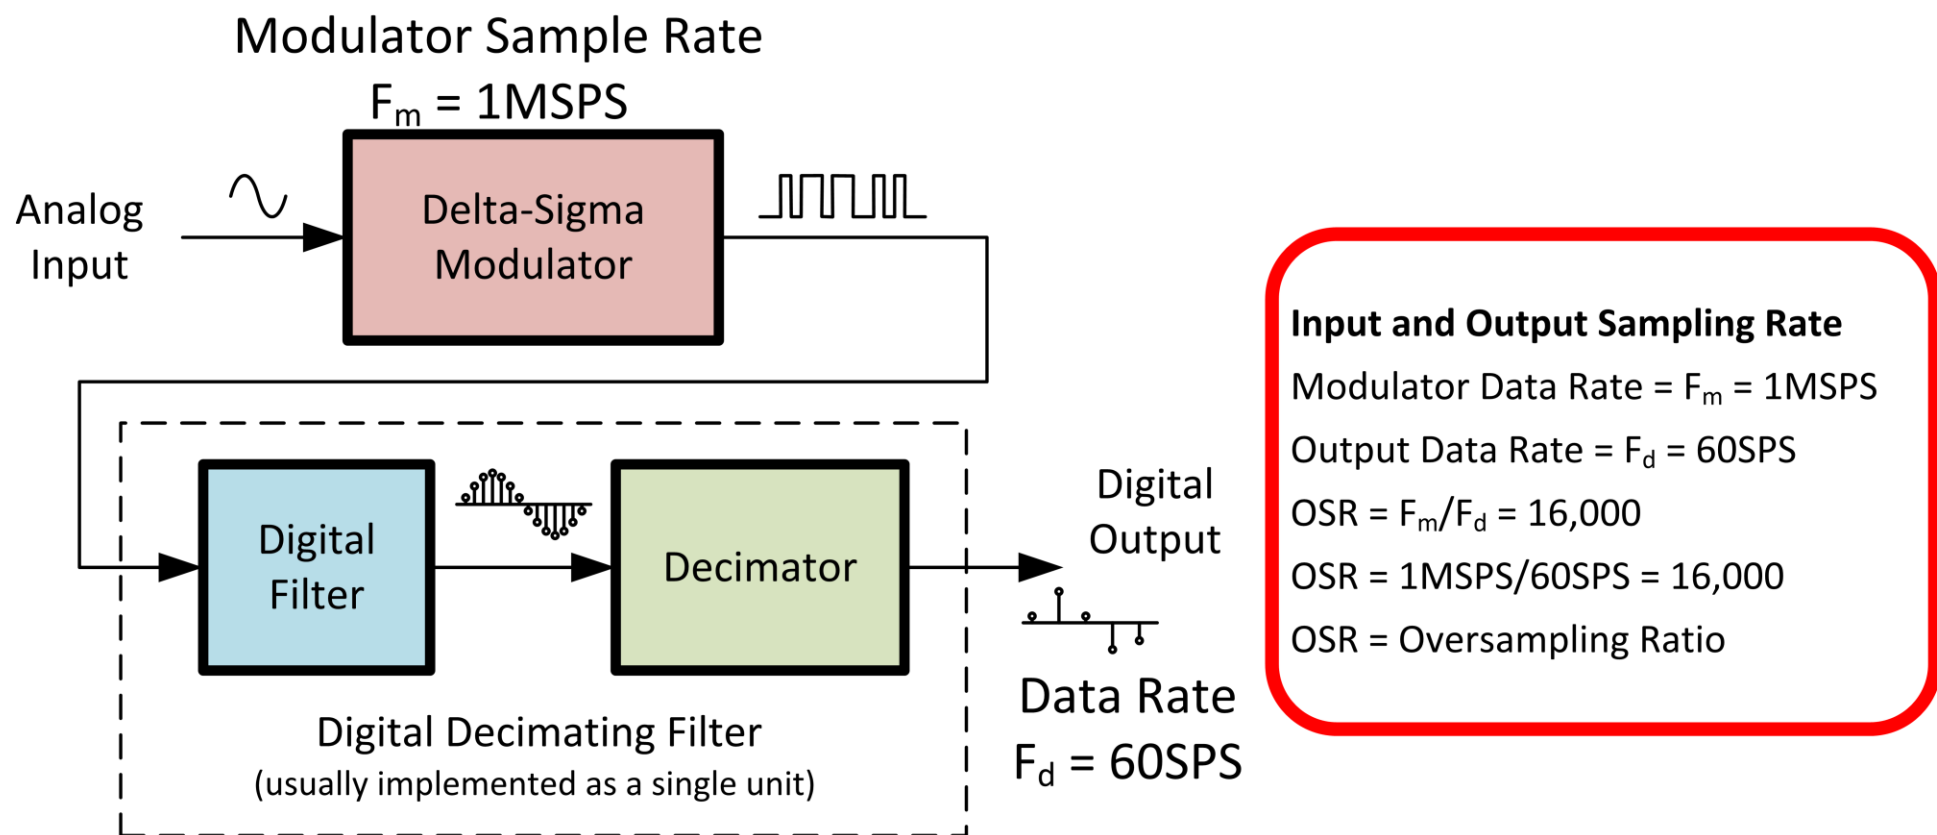 Modulator Sample Rate
Fm = 1MSPS
Analog
Input
Delta-Sigma
Modulator
Digital
Filter
Decimator
Digital
Output
Data Rate
Fd = 60SPS
Digital Decimating Filter
(usually implemented as a single unit)
Input and Output Sampling Rate
Modulator Data Rate = Fm = 1MSPS
Output Data Rate = Fd = 60SPS
OSR = Fm/Fd = 16,000
OSR = 1MSPS/60SPS = 16,000
OSR = Oversampling Ratio